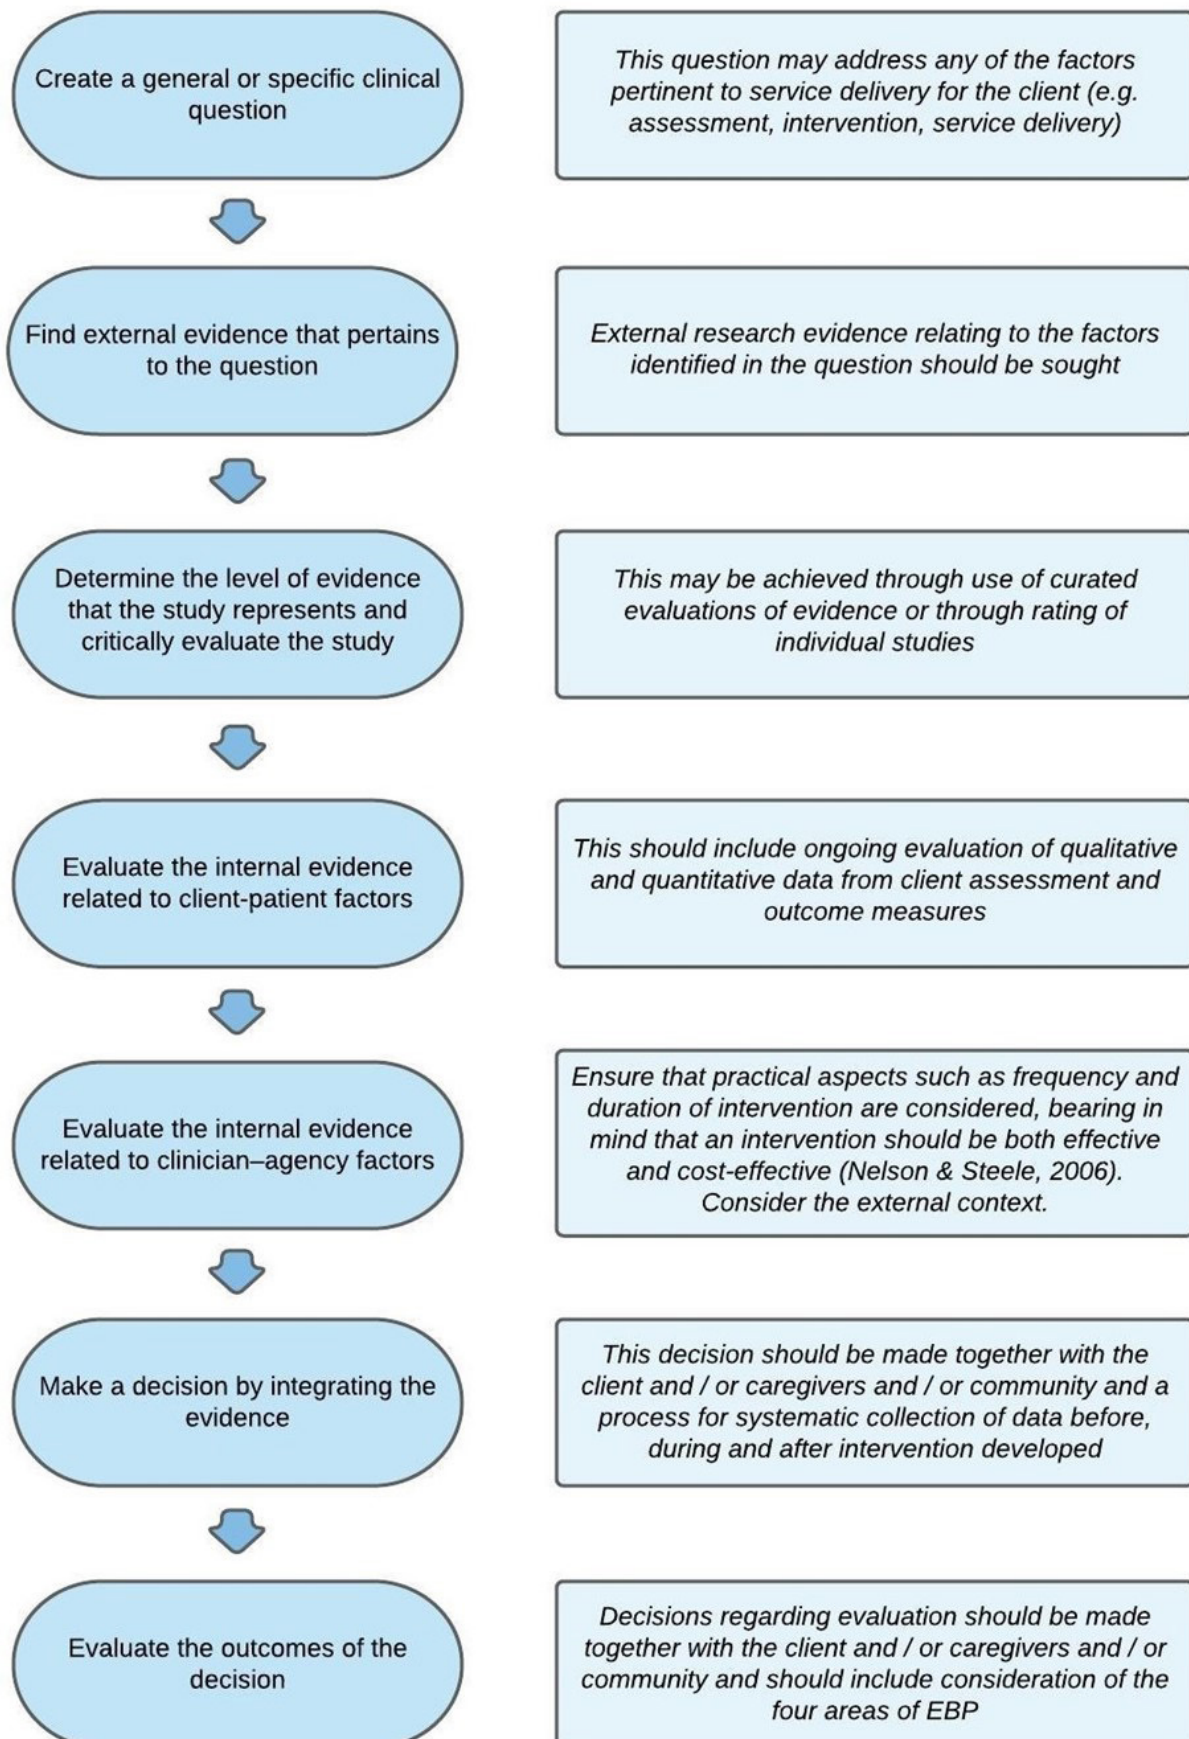 Create a general or specific clinical
question
This question may address any of the factors
pertinent to service delivery for the client (e.g.
assessment, intervention, service delivery)
Find external evidence that pertains
to the question
External research evidence relating to the factors
identified in the question should be sought
Determine the level of evidence
that the study represents and
critically evaluate the study
This may be achieved through use of curated
evaluations of evidence or through rating of
individual studies
Evaluate the internal evidence
related to client-patient factors
This should include ongoing evaluation of qualitative
and quantitative data from client assessment and
outcome measures
Evaluate the internal evidence
related to clinician–agency factors
Ensure that practical aspects such as frequency and
duration of intervention are considered, bearing in
mind that an intervention should be both effective
and cost-effective (Nelson & Steele, 2006).
Consider the external context.
Make a decision by integrating the
evidence
This decision should be made together with the
client and / or caregivers and / or community and a
process for systematic collection of data before,
during and after intervention developed
Evaluate the outcomes of the
decision
Decisions regarding evaluation should be made
together with the client and / or caregivers and / or
community and should include consideration of the
four areas of EBP